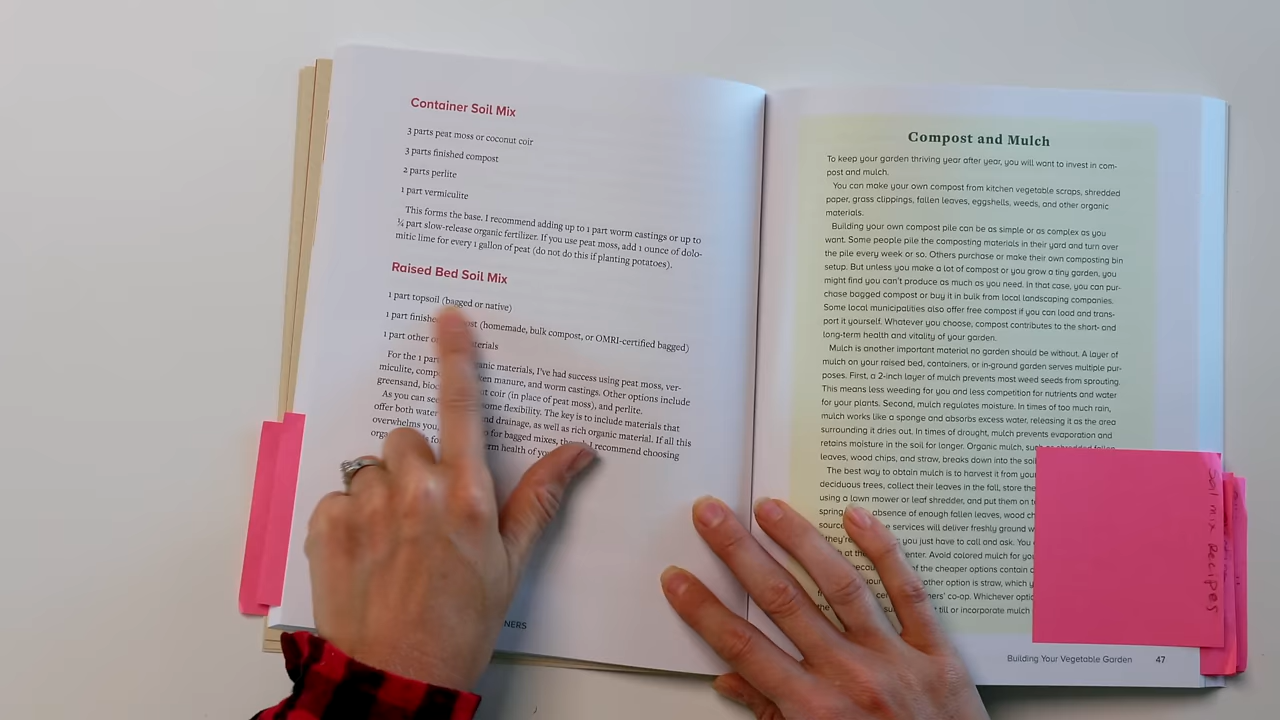 Container Soil Mix
3 parts peat moss or coconut coir
3 parts finished compost
2 parts perlite
1 part vermiculite
This forms the base. I recommend adding up to 1 part worm castings or up to
¼ part slow-release organic fertilizer. If you use peat moss, add 1 ounce of dolo-
mitic lime for every 1 gallon of peat (do not do this if planting potatoes).
Raised Bed Soil Mix
1 part topsoil (bagged or native)
1 part (homemade, bulk compost, or OMRI-certified bagged)
1 part other
For the 1 materials, I've had success using peat moss, ver-
miculite, manure, and worm castings. Other options include
greensand, coir (in place of peat moss), and perlite.
As you can some flexibility. The key is to include materials that
offer both water and drainage, as well as rich organic material. If all this
overwhelms you, for bagged mixes, I recommend choosing
health of
NERS
Compost and Mulch
To keep your garden thriving year after year, you will want to invest in com-
post and mulch.
You can make your own compost from kitchen vegetable scraps, shredded
paper, grass clippings, fallen leaves, eggshells, weeds, and other organic
materials.
Building your own compost pile can be as simple or as complex as you
want. Some people pile the composting materials in their yard and turn over
the pile every week or so. Others purchase or make their own composting bin
setup. But unless you make a lot of compost or you grow a tiny garden, you
might find you can't produce as much as you need. In that case, you can pur-
chase bagged compost or buy it in bulk from local landscaping companies.
Some local municipalities also offer free compost if you can load and trans-
port it yourself. Whatever you choose, compost contributes to the short- and
long-term health and vitality of your garden.
Mulch is another important material no garden should be without. A layer of
mulch on your raised bed, containers, or in-ground garden serves multiple pur-
poses. First, a 2-inch layer of mulch prevents most weed seeds from sprouting.
This means less weeding for you and less competition for nutrients and water
for your plants. Second, mulch regulates moisture. In times of too much rain,
mulch works like a sponge and absorbs excess water, releasing it as the area
surrounding it dries out. In times of drought, mulch prevents evaporation and
retains moisture in the soil for longer. Organic mulch, such as shredded fallen
leaves, wood chips, and straw, breaks down into the soil
The best way to obtain mulch is to harvest it from your
deciduous trees, collect their leaves in the fall, store the
using a lawn mower or leaf shredder, and put them on
spring absence of enough fallen leaves, wood
services will deliver freshly ground
they're you just have to call and ask. You
at the Avoid colored mulch for
of the cheaper options contain
other option is straw, which
co-op. Whichever
till or incorporate mulch
Soil mix Recipes
Building Your Vegetable Garden 47